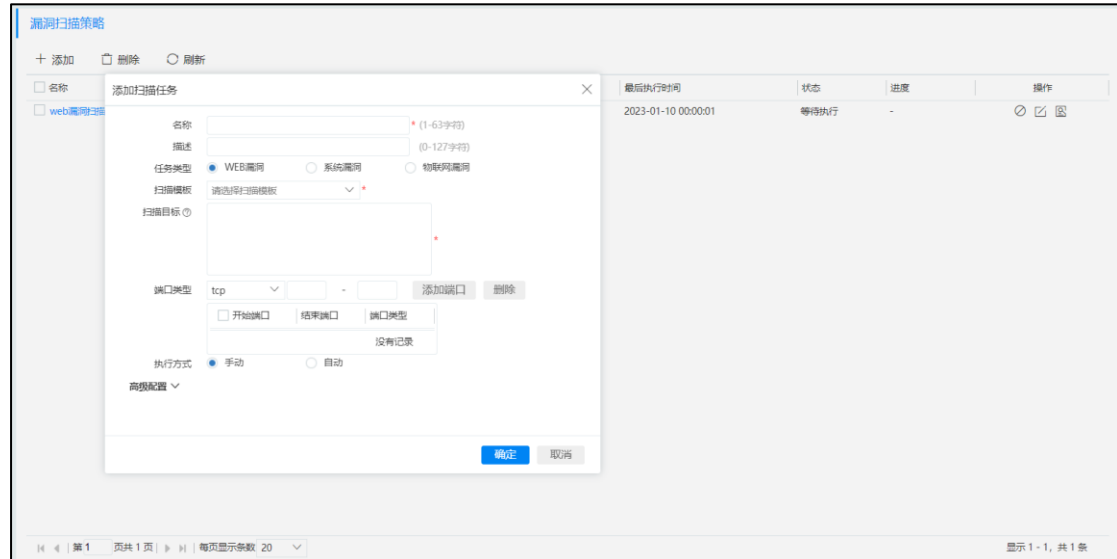 漏洞扫描策略
添加 删除 刷新
名称 最后执行时间 状态 进度 操作
web漏洞扫描 2023-01-10 00:00:01 等待执行 -
添加扫描任务
名称 * (1-63字符)
描述 (0-127字符)
任务类型 WEB漏洞 系统漏洞 物联网漏洞
扫描模板 请选择扫描模板 *
扫描目标 *
端口类型 tcp - 添加端口 删除
开始端口 结束端口 端口类型
没有记录
执行方式 手动 自动
高级配置
确定 取消
第 1 页共 1 页 每页显示条数 20 显示 1 - 1, 共 1 条